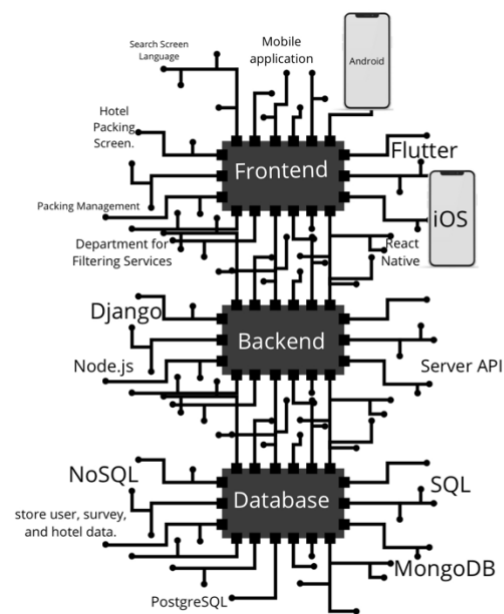 Search Screen
Language
Mobile
application
Android
Hotel
Packing
Screen.
Frontend
Flutter
Packing Management
iOS
Department for
Filtering Services
React
Native
Django
Backend
Node.js
Server API
NoSQL
Database
SQL
store user, survey,
and hotel data.
MongoDB
PostgreSQL